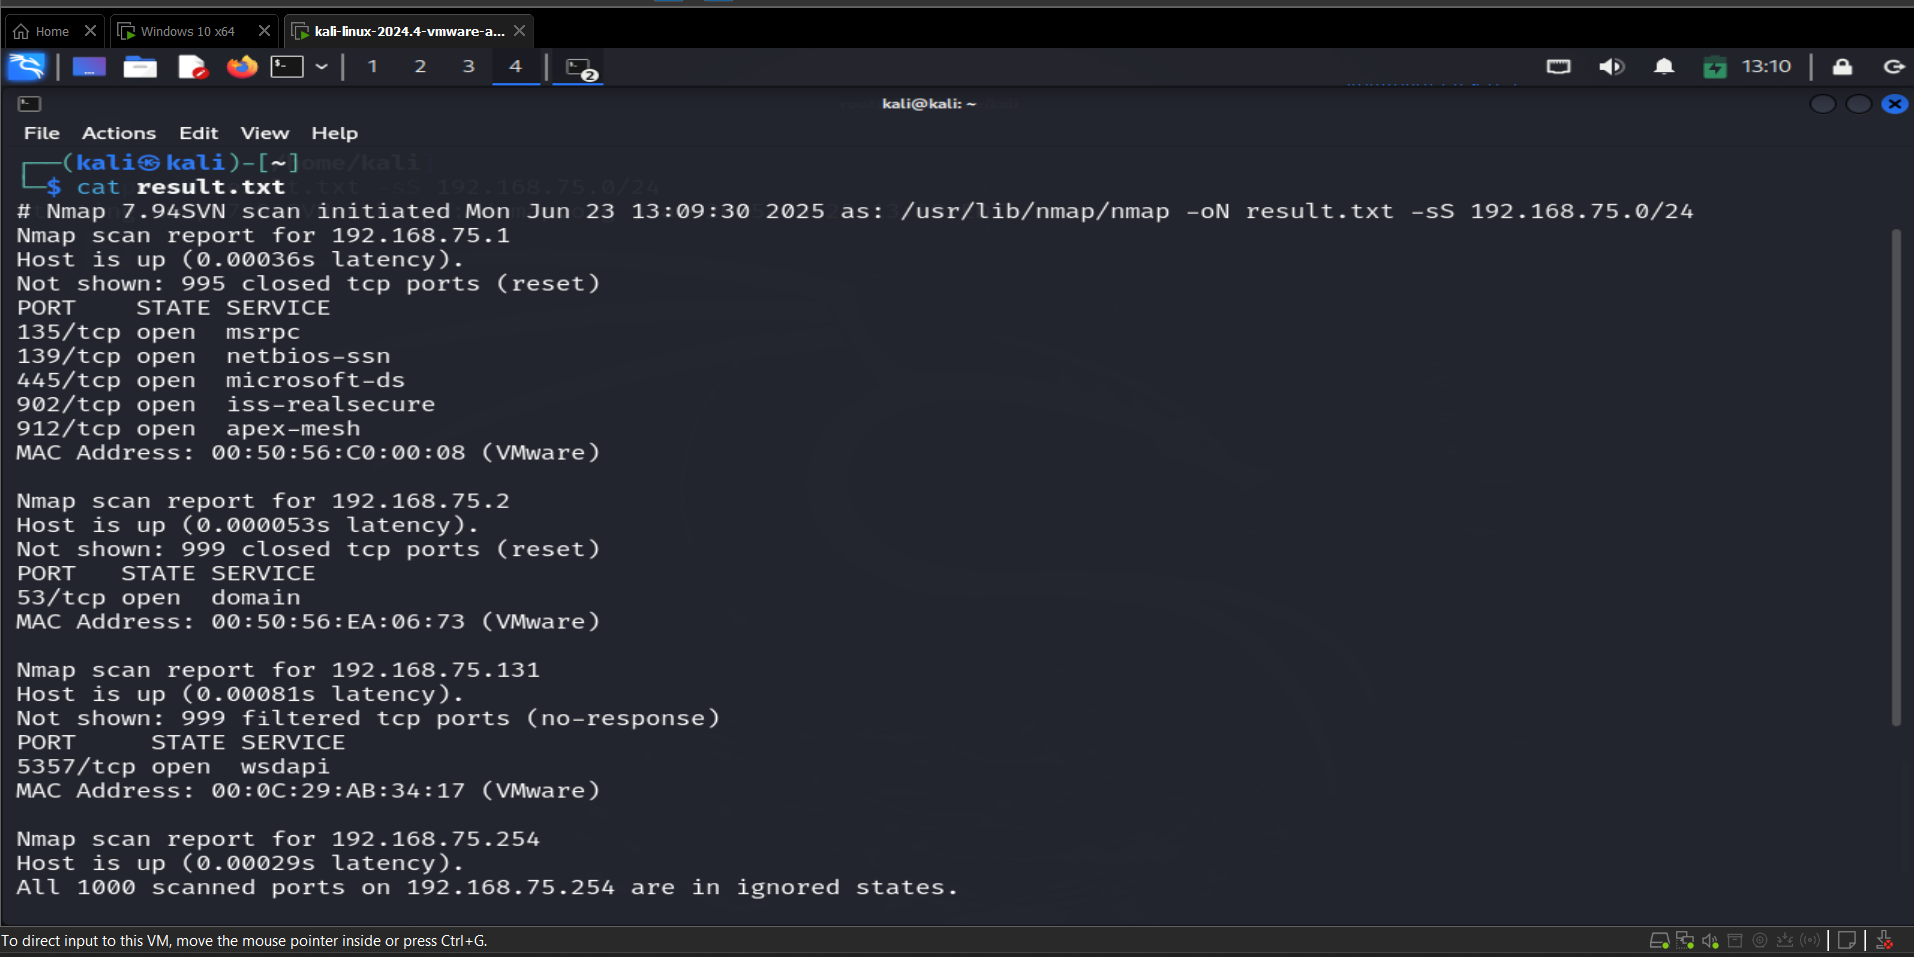 Home
Windows 10 x64
kali-linux-2024.4-vmware-a...
1 2 3 4
2
13:10
kali@kali: ~
File Actions Edit View Help
┌──(kali㉿kali)-[~]
└─$ cat result.txt
# Nmap 7.94SVN scan initiated Mon Jun 23 13:09:30 2025 as: /usr/lib/nmap/nmap -oN result.txt -sS 192.168.75.0/24
Nmap scan report for 192.168.75.1
Host is up (0.00036s latency).
Not shown: 995 closed tcp ports (reset)
PORT    STATE SERVICE
135/tcp open  msrpc
139/tcp open  netbios-ssn
445/tcp open  microsoft-ds
902/tcp open  iss-realsecure
912/tcp open  apex-mesh
MAC Address: 00:50:56:C0:00:08 (VMware)

Nmap scan report for 192.168.75.2
Host is up (0.000053s latency).
Not shown: 999 closed tcp ports (reset)
PORT   STATE SERVICE
53/tcp open  domain
MAC Address: 00:50:56:EA:06:73 (VMware)

Nmap scan report for 192.168.75.131
Host is up (0.00081s latency).
Not shown: 999 filtered tcp ports (no-response)
PORT     STATE SERVICE
5357/tcp open  wsdapi
MAC Address: 00:0C:29:AB:34:17 (VMware)

Nmap scan report for 192.168.75.254
Host is up (0.00029s latency).
All 1000 scanned ports on 192.168.75.254 are in ignored states.
To direct input to this VM, move the mouse pointer inside or press Ctrl+G.